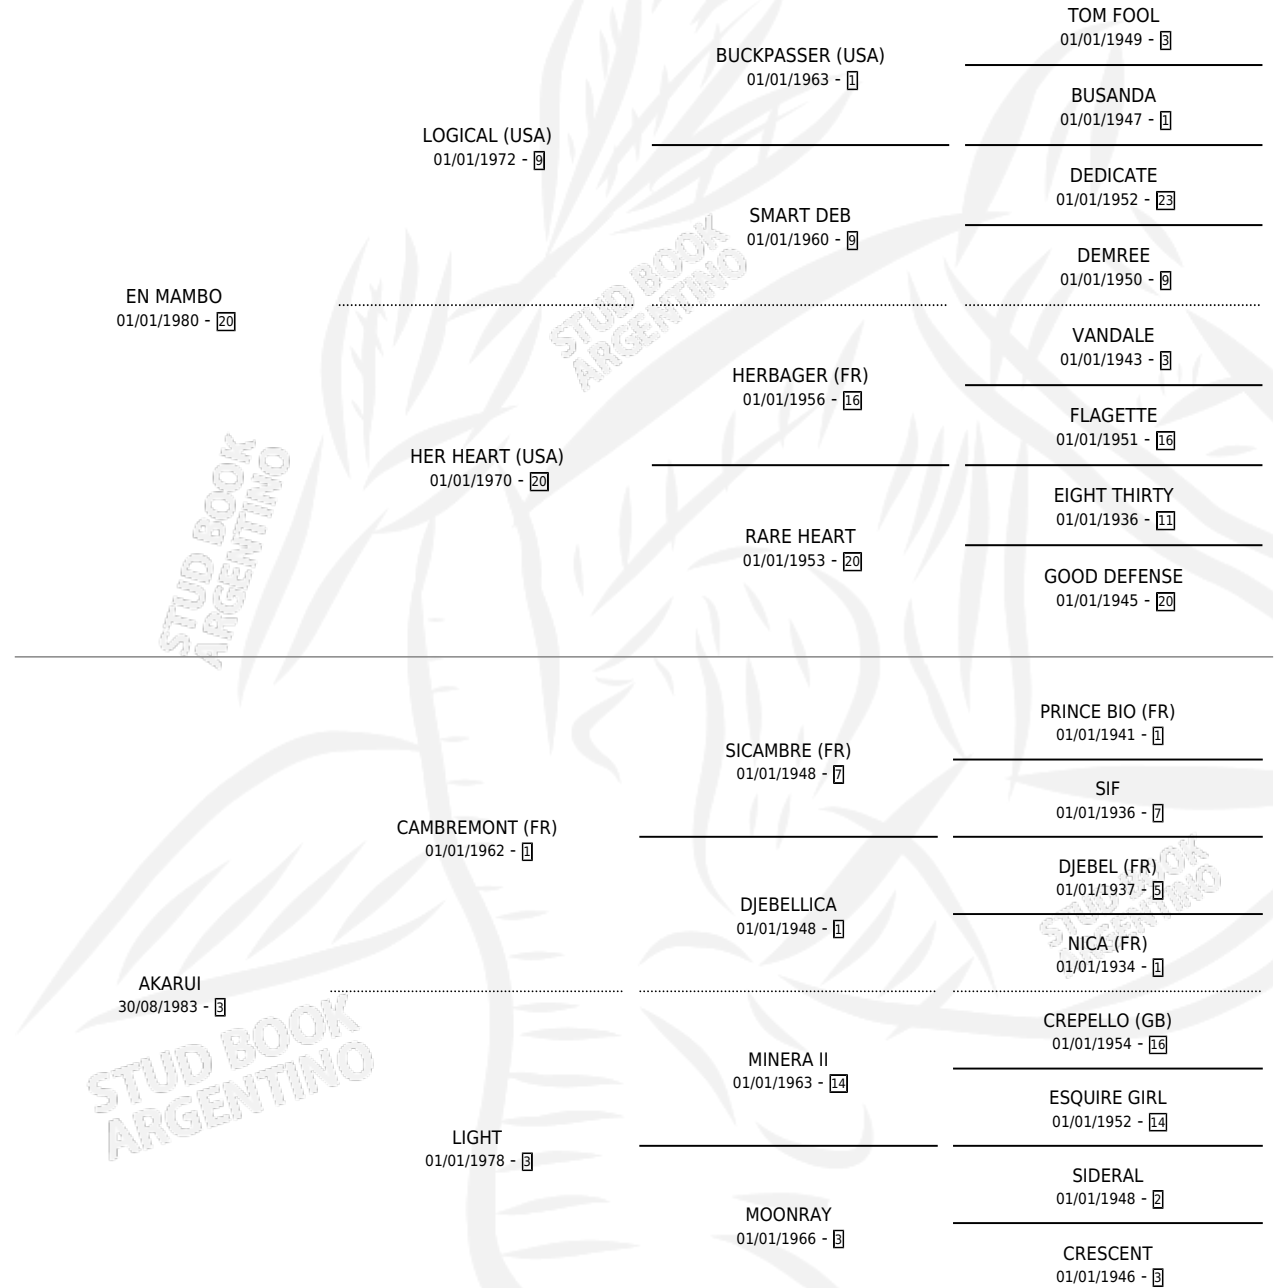 TOM FOOL
01/01/1949 - 3
BUCKPASSER (USA)
01/01/1963 - 1
BUSANDA
01/01/1947 - 1
LOGICAL (USA)
01/01/1972 - 9
DEDICATE
01/01/1952 - 23
SMART DEB
01/01/1960 - 9
DEMREE
01/01/1950 - 9
EN MAMBO
01/01/1980 - 20
VANDALE
01/01/1943 - 3
HERBAGER (FR)
01/01/1956 - 16
FLAGETTE
01/01/1951 - 16
HER HEART (USA)
01/01/1970 - 20
EIGHT THIRTY
01/01/1936 - 11
RARE HEART
01/01/1953 - 20
GOOD DEFENSE
01/01/1945 - 20
PRINCE BIO (FR)
01/01/1941 - 1
SICAMBRE (FR)
01/01/1948 - 7
SIF
01/01/1936 - 7
CAMBREMONT (FR)
01/01/1962 - 1
DJEBEL (FR)
01/01/1937 - 5
DJEBELLICA
01/01/1948 - 1
NICA (FR)
01/01/1934 - 1
AKARUI
30/08/1983 - 3
CREPELLO (GB)
01/01/1954 - 16
MINERA II
01/01/1963 - 14
ESQUIRE GIRL
01/01/1952 - 14
LIGHT
01/01/1978 - 3
SIDERAL
01/01/1948 - 2
MOONRAY
01/01/1966 - 3
CRESCENT
01/01/1946 - 3
STUD BOOK
ARGENTINO
STUD BOOK
ARGENTINO
STUD BOOK
ARGENTINO
STUD BOOK
ARGENTINO